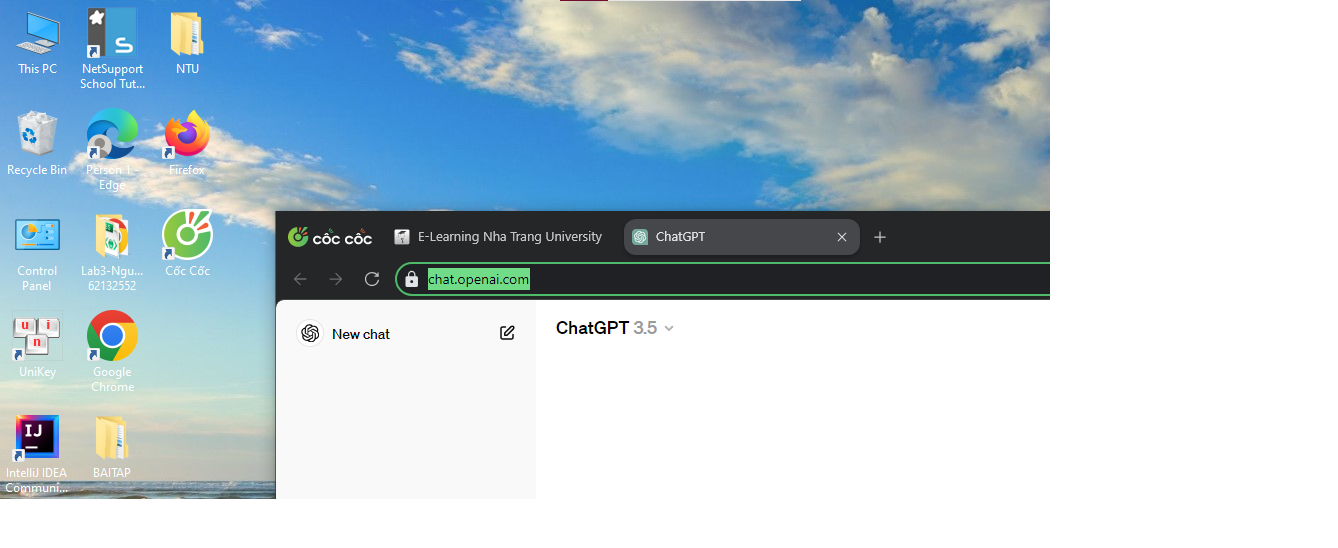 This PC
NetSupport
School Tut...
NTU
Recycle Bin
Person 1 -
Edge
Firefox
Control
Panel
Lab3-Ngu...
62132552
Cốc Cốc
UniKey
Google
Chrome
IntelliJ IDEA
Communi...
BAITAP
S
u i
n
IJ
cốc cốc
E-Learning Nha Trang University
ChatGPT
chat.openai.com
New chat
ChatGPT 3.5